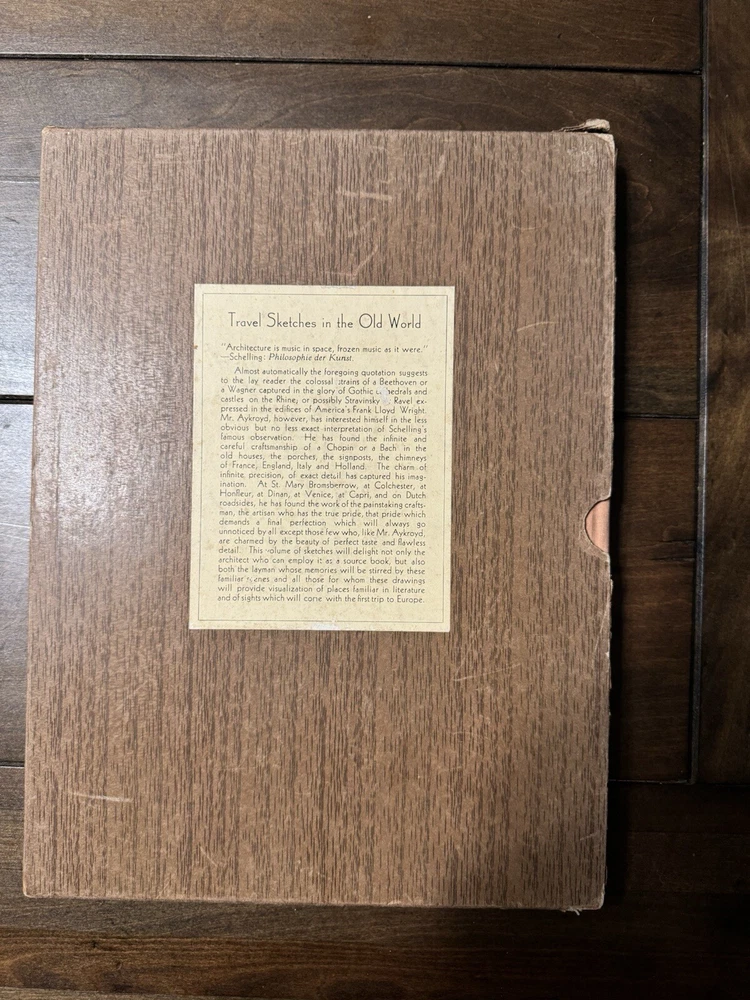 Travel Sketches in the Old World
"Architecture is music in space, frozen music as it were."
—Schelling: Philosophie der Kunst.
Almost automatically the foregoing quotation suggests
to the lay reader the colossal strains of a Beethoven or
a Wagner captured in the glory of Gothic
castles on the Rhine, or possibly Stravinsky Ravel ex-
pressed in the edifices of America's Frank Lloyd Wright.
Mr. Aykroyd, however, has interested himself in the less
obvious but no less exact interpretation of Schelling's
famous observation. He has found the infinite and
careful craftsmanship of a Chopin or a Bach in the
old houses, the porches, the signposts, the chimneys
of France, England, Italy and Holland. The charm of
infinite precision, of exact detail has captured his imag-
ination. At St. Mary Bromsberrow, at Colchester, at
Honfleur, at Dinan, at Venice, at Capri, and on Dutch
roadsides, he has found the work of the painstaking crafts-
man, the artisan who has the true pride, that pride which
demands a final perfection which will always go
unnoticed by all except those few who, like Mr. Aykroyd,
are charmed by the beauty of perfect taste and flawless
detail. This volume of sketches will delight not only the
architect who can employ it as a source book, but also
both the layman whose memories will be stirred by these
familiar scenes and all those for whom these drawings
will provide visualization of places familiar in literature
and of sights which will come with the first trip to Europe.